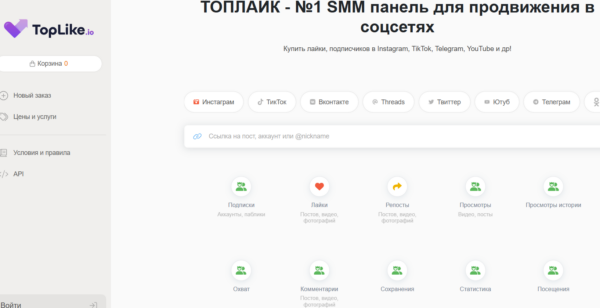 TopLike.io
Корзина 0
Новый заказ
Цены и услуги
Условия и правила
API
Войти
ТОПЛАЙК - №1 SMM панель для продвижения в
соцсетях
Купить лайки, подписчиков в Instagram, TikTok, Telegram, YouTube и др!
Инстаграм ТикТок Вконтакте Threads Твиттер Ютуб Телеграм
Ссылка на пост, аккаунт или @nickname
Подписки Лайки Репосты Просмотры Просмотры истории
Аккаунты, паблики Постов, видео, Постов, видео, Видео, посты
фотографий фотографий
Охват Комментарии Сохранения Статистика Посещения
Постов, видео,
фотографий